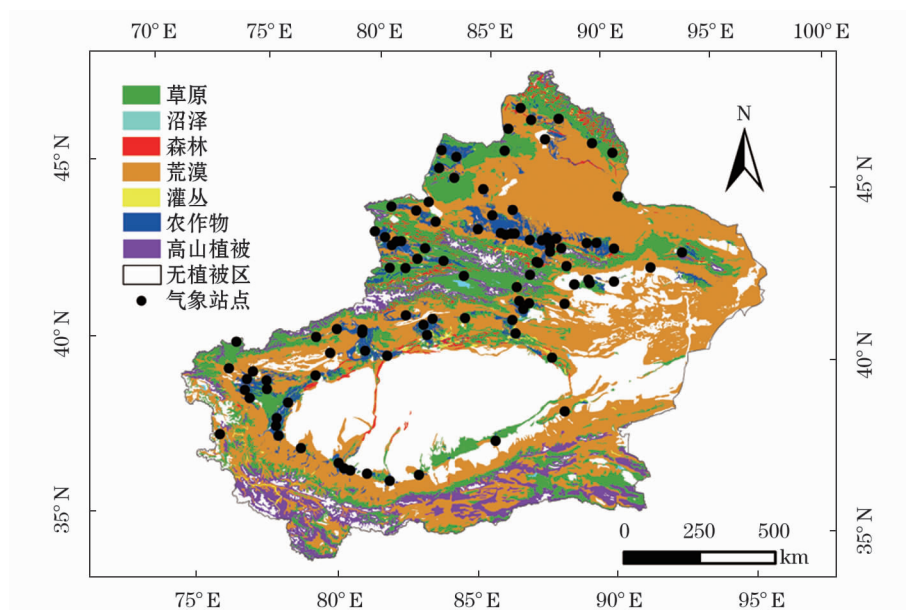 70° E 75° E 80° E 85° E 90° E 95° E 100° E
草原
沼泽
森林
荒漠
灌丛
农作物
高山植被
无植被区
气象站点
N
45° N
40° N
35° N
45° N
40° N
35° N
0 250 500
km
75° E 80° E 85° E 90° E 95° E